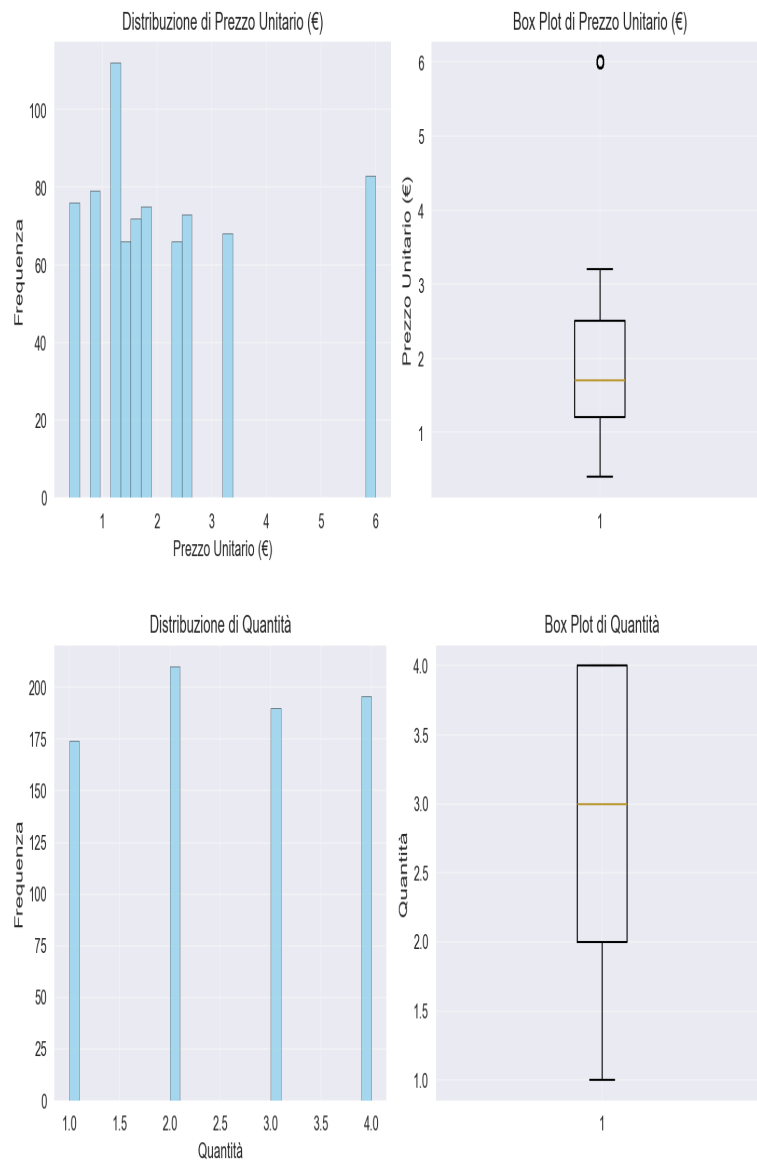 Distribuzione di Prezzo Unitario (€)
Frequenza
100
80
60
40
20
0
1 2 3 4 5 6
Prezzo Unitario (€)
Box Plot di Prezzo Unitario (€)
Prezzo Unitario (€)
6
5
4
3
2
1
1
Distribuzione di Quantità
Frequenza
200
175
150
125
100
75
50
25
0
1.0 1.5 2.0 2.5 3.0 3.5 4.0
Quantità
Box Plot di Quantità
Quantità
4.0
3.5
3.0
2.5
2.0
1.5
1.0
1